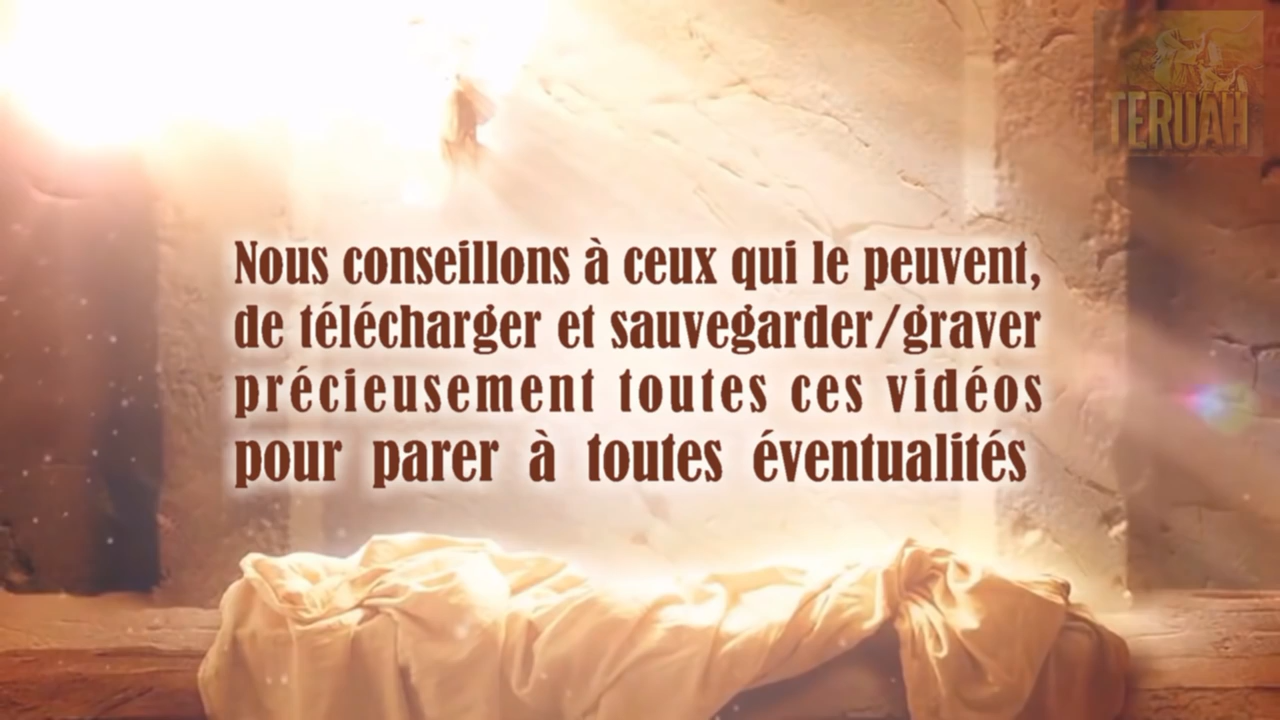 TERUAH
Nous conseillons à ceux qui le peuvent,
de télécharger et sauvegarder/graver
précieusement toutes ces vidéos
pour parer à toutes éventualités